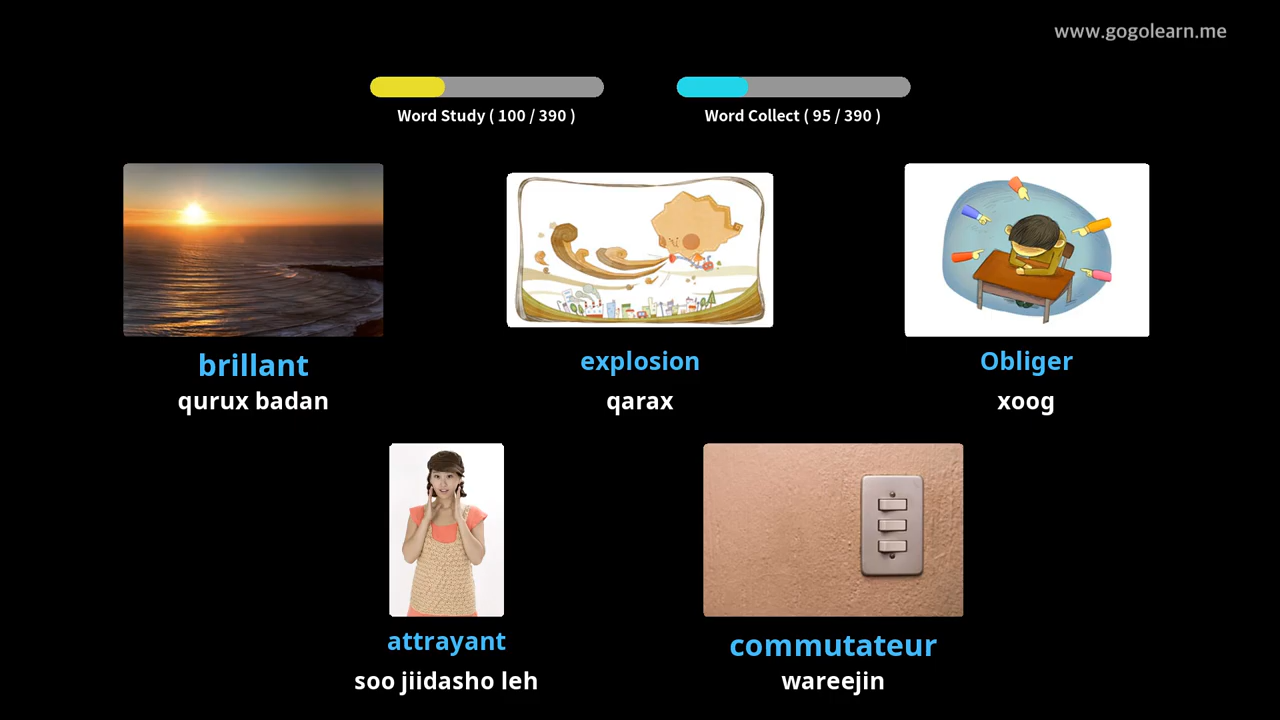 www.gogolearn.me
Word Study ( 100 / 390 )
Word Collect ( 95 / 390 )
brillant
qurux badan
explosion
qarax
Obliger
xoog
attrayant
soo jiidasho leh
commutateur
wareejin